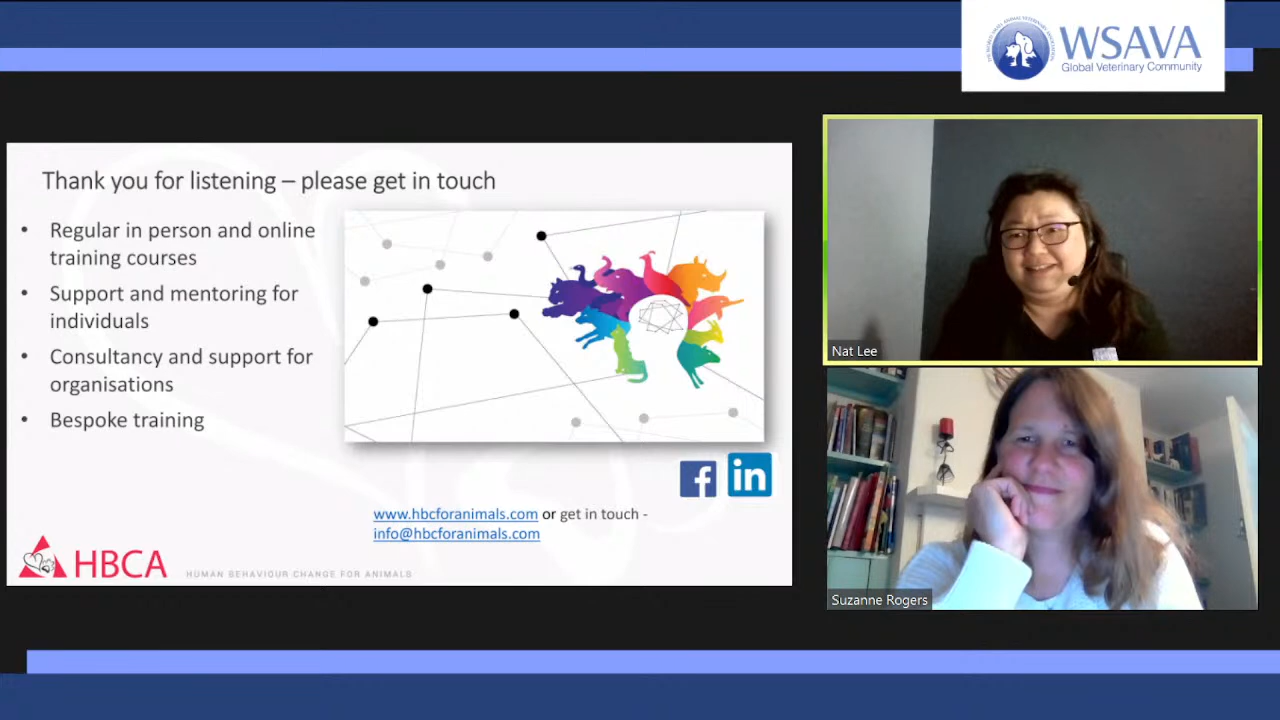 WSAVA
Global Veterinary Community
Thank you for listening – please get in touch
• Regular in person and online
training courses
• Support and mentoring for
individuals
• Consultancy and support for
organisations
• Bespoke training
f
in
www.hbcforanimals.com or get in touch -
info@hbcforanimals.com
HBCA
HUMAN BEHAVIOUR CHANGE FOR ANIMALS
Nat Lee
Suzanne Rogers